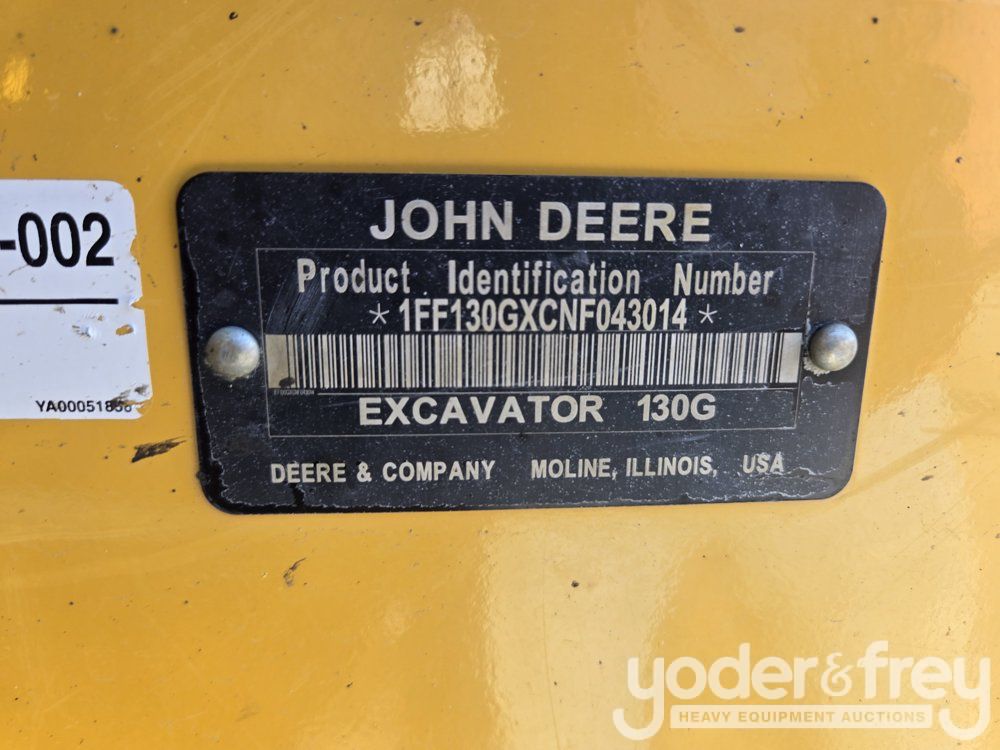 -002
JOHN DEERE
Product Identification Number
* 1FF130GXCNF043014 *
EXCAVATOR 130G
DEERE & COMPANY MOLINE, ILLINOIS, USA
yoder&frey
HEAVY EQUIPMENT AUCTIONS